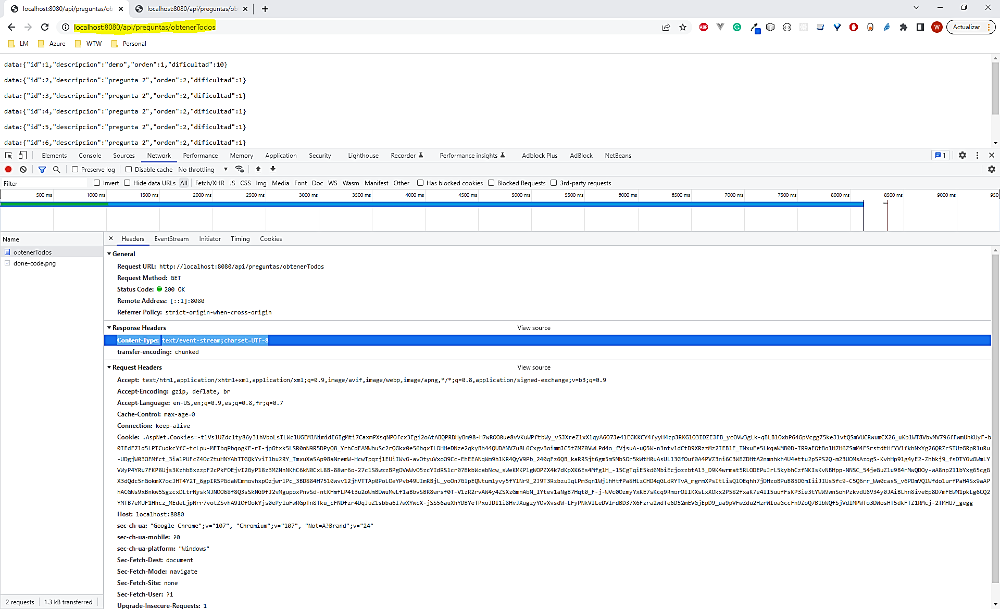 localhost:8080/api/preguntas/ob
localhost:8080/api/preguntas/ob
localhost:8080/api/preguntas/obtenerTodos
ABP
W
Actualizar
LM
Azure
WTW
Personal
data:{"id":1,"descripcion":"demo","orden":1,"dificultad":10}
data:{"id":2,"descripcion":"pregunta 2","orden":2,"dificultad":1}
data:{"id":3,"descripcion":"pregunta 2","orden":2,"dificultad":1}
data:{"id":4,"descripcion":"pregunta 2","orden":2,"dificultad":1}
data:{"id":5,"descripcion":"pregunta 2","orden":2,"dificultad":1}
data:{"id":6,"descripcion":"pregunta 2","orden":2,"dificultad":1}
Elements Console Sources Network Performance Memory Application Security Lighthouse Recorder Performance insights Adblock Plus AdBlock NetBeans 1
Preserve log Disable cache No throttling
Filter Invert Hide data URLs All Fetch/XHR JS CSS Img Media Font Doc WS Wasm Manifest Other Has blocked cookies Blocked Requests 3rd-party requests
500 ms 1000 ms 1500 ms 2000 ms 2500 ms 3000 ms 3500 ms 4000 ms 4500 ms 5000 ms 5500 ms 6000 ms 6500 ms 7000 ms 7500 ms 8000 ms 8500 ms 9000 ms 950
Name
obtenerTodos
done-code.png
Headers EventStream Initiator Timing Cookies
General
Request URL: http://localhost:8080/api/preguntas/obtenerTodos
Request Method: GET
Status Code: 200 OK
Remote Address: [::1]:8080
Referrer Policy: strict-origin-when-cross-origin
Response Headers View source
Content-Type: text/event-stream;charset=UTF-8
transfer-encoding: chunked
Request Headers View source
Accept: text/html,application/xhtml+xml,application/xml;q=0.9,image/avif,image/webp,image/apng,*/*;q=0.8,application/signed-exchange;v=b3;q=0.9
Accept-Encoding: gzip, deflate, br
Accept-Language: en-US,en;q=0.9,es;q=0.8,fr;q=0.7
Cache-Control: max-age=0
Connection: keep-alive
Cookie: .AspNet.Cookies=
Host: localhost:8080
sec-ch-ua: "Google Chrome";v="107", "Chromium";v="107", "Not=A?Brand";v="24"
sec-ch-ua-mobile: ?0
sec-ch-ua-platform: "Windows"
Sec-Fetch-Dest: document
Sec-Fetch-Mode: navigate
Sec-Fetch-Site: none
Sec-Fetch-User: ?1
Upgrade-Insecure-Requests: 1
2 requests 1.3 kB transferred